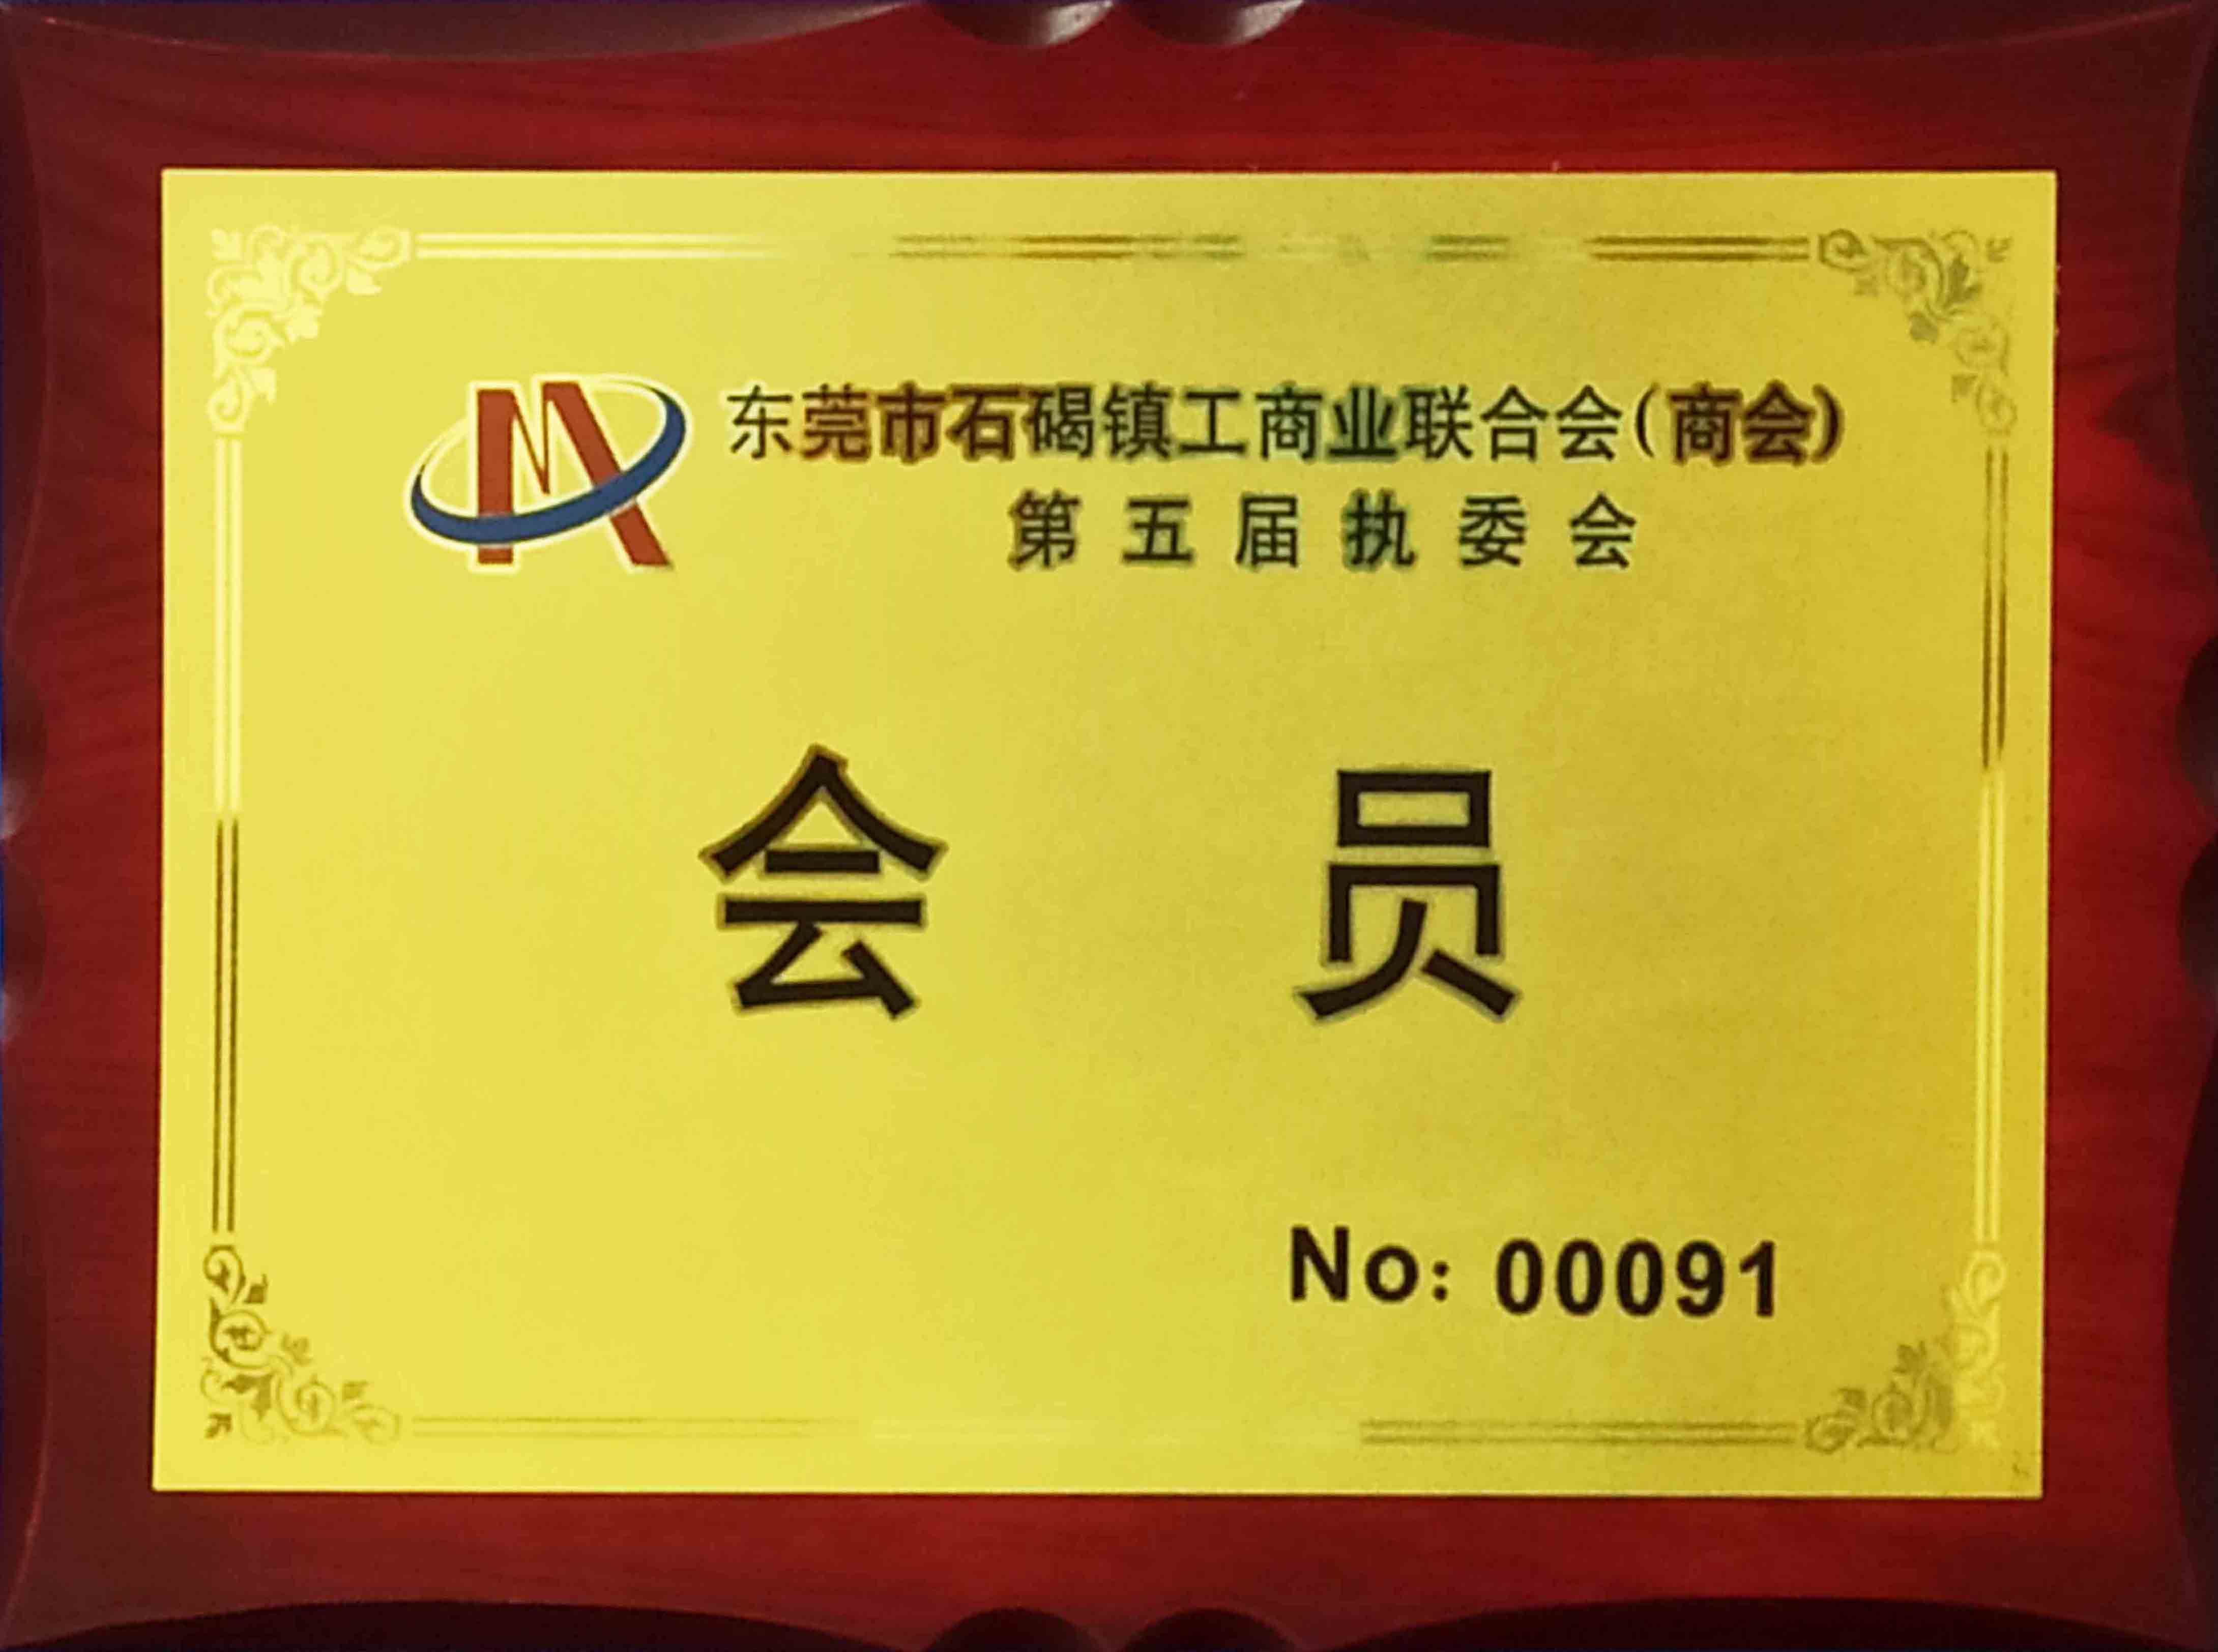 东莞市石碣镇工商业联合会(商会)
第五届执委会
会员
No: 00091